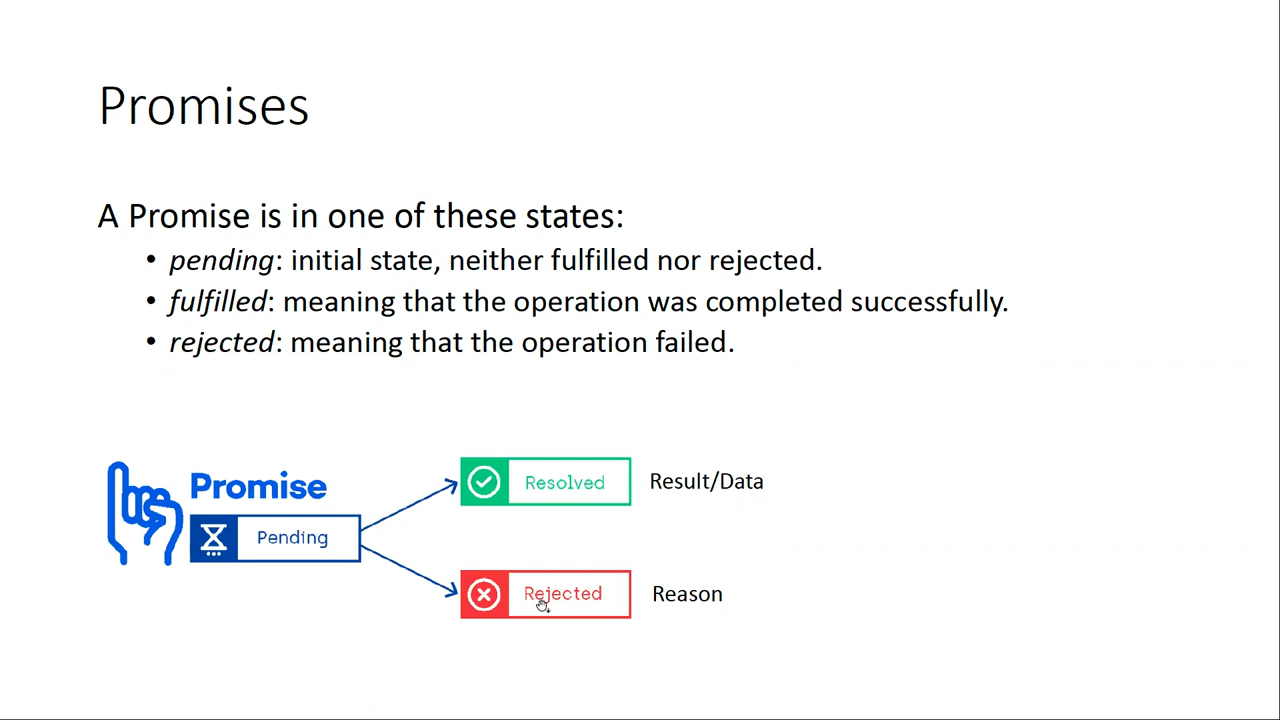 Promises
A Promise is in one of these states:
• pending: initial state, neither fulfilled nor rejected.
• fulfilled: meaning that the operation was completed successfully.
• rejected: meaning that the operation failed.
Promise
Pending
Resolved
Result/Data
Rejected
Reason